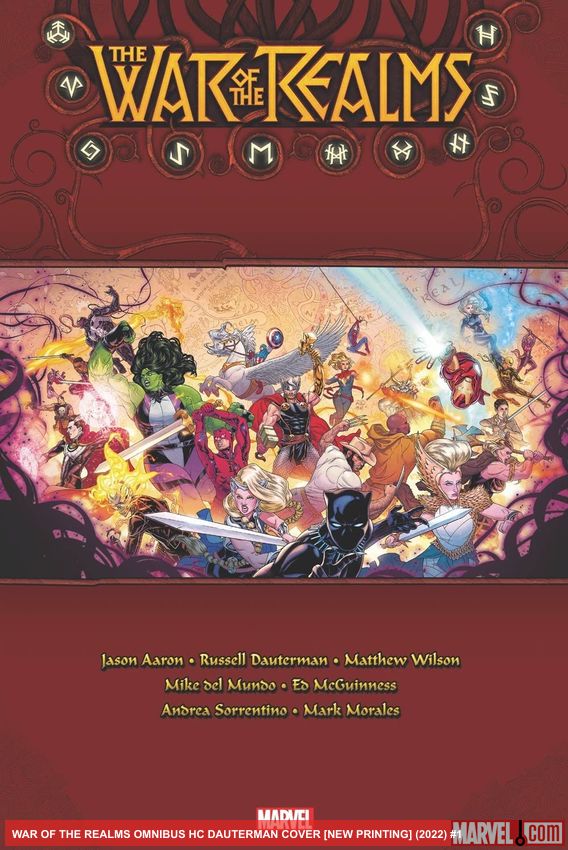 THE WAR OF THE REALMS
Jason Aaron • Russell Dauterman • Matthew Wilson
Mike del Mundo • Ed McGuinness
Andrea Sorrentino • Mark Morales
MARVEL
WAR OF THE REALMS OMNIBUS HC DAUTERMAN COVER [NEW PRINTING] (2022) #1
MARVEL.com